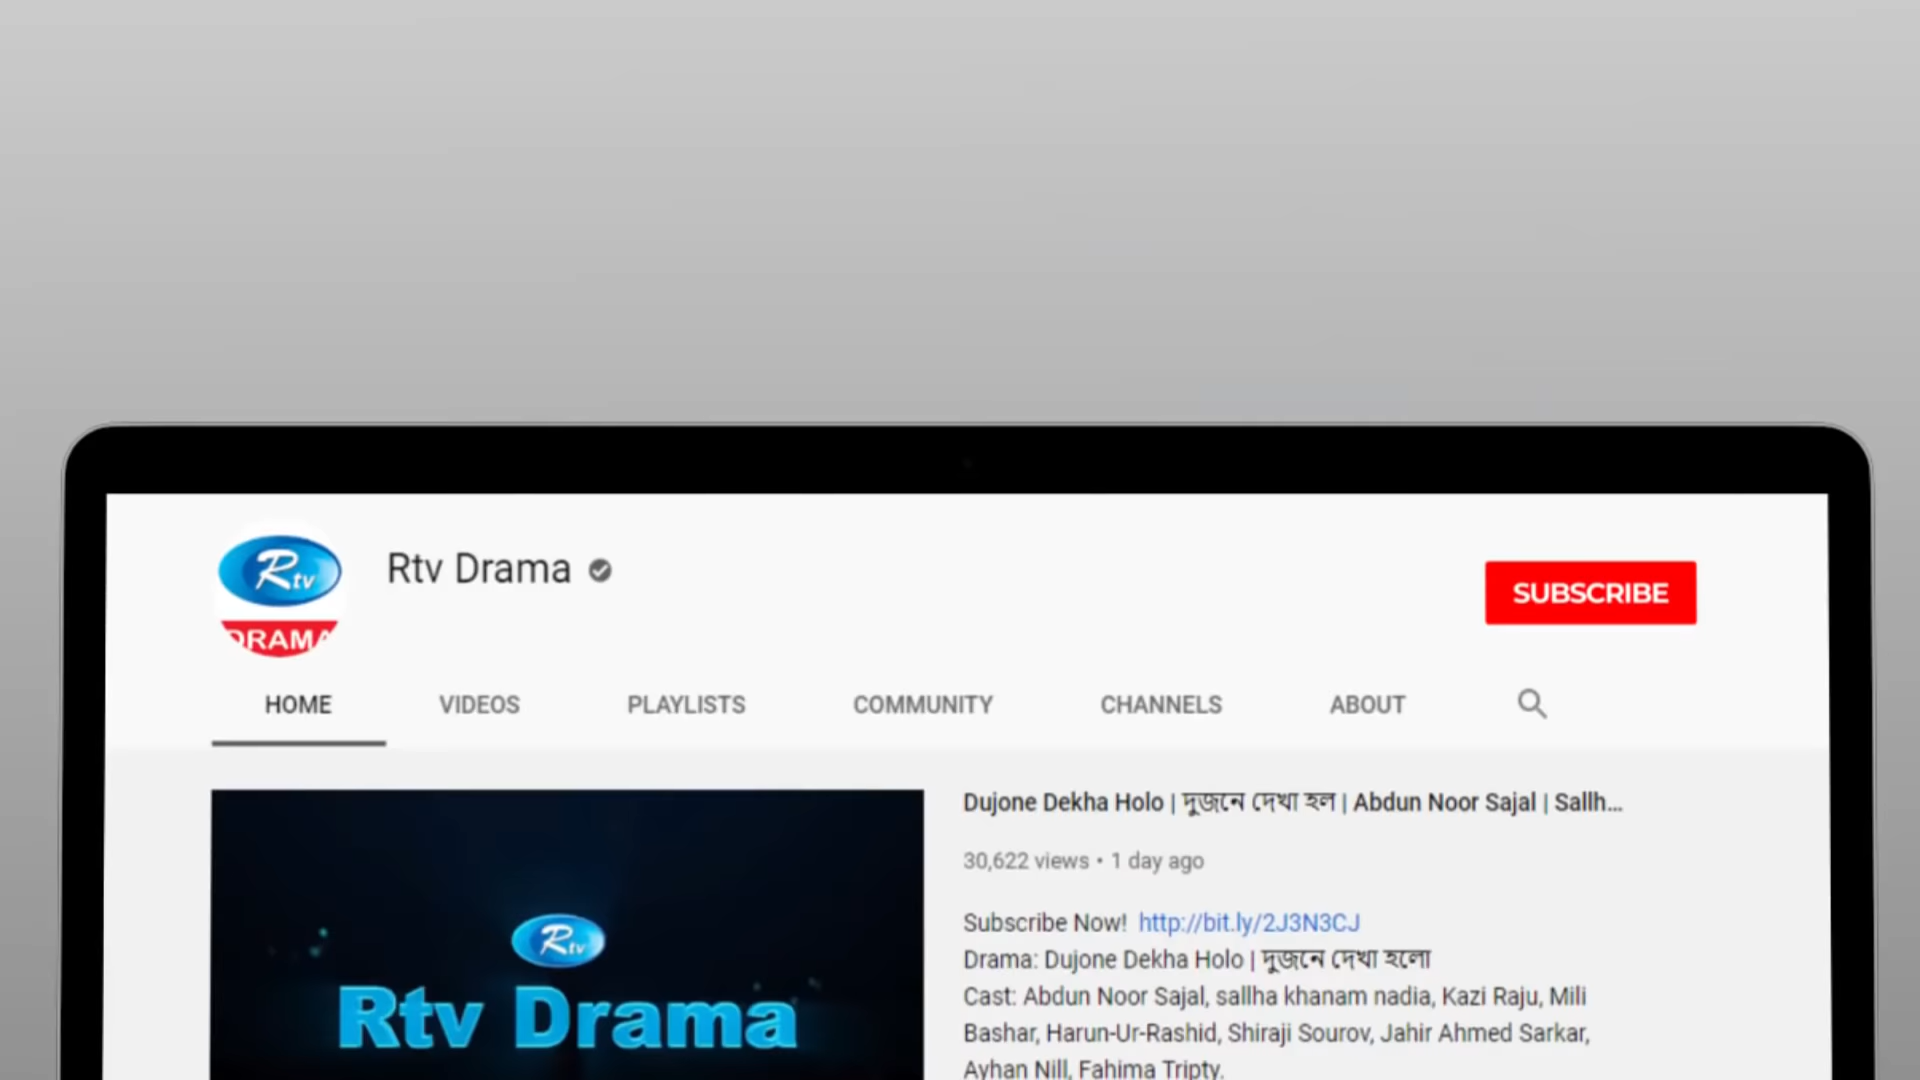 Rtv
DRAMA
Rtv Drama
SUBSCRIBE
HOME VIDEOS PLAYLISTS COMMUNITY CHANNELS ABOUT
Dujone Dekha Holo | দুজনে দেখা হল | Abdun Noor Sajal | Sallh...
30,622 views • 1 day ago
Subscribe Now! http://bit.ly/2J3N3CJ
Drama: Dujone Dekha Holo | দুজনে দেখা হলো
Cast: Abdun Noor Sajal, sallha khanam nadia, Kazi Raju, Mili
Bashar, Harun-Ur-Rashid, Shiraji Sourov, Jahir Ahmed Sarkar,
Ayhan Nill, Fahima Tripty.
Rtv
Rtv Drama